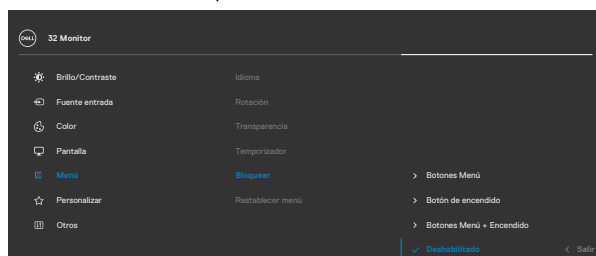 DELL 32 Monitor
Brillo/Contraste Idioma
Fuente entrada Rotación
Color Transparencia
Pantalla Temporizador
Menú Bloquear > Botones Menú
Personalizar Restablecer menú > Botón de encendido
Otros > Botones Menú + Encendido
✓ Deshabilitado < Salir